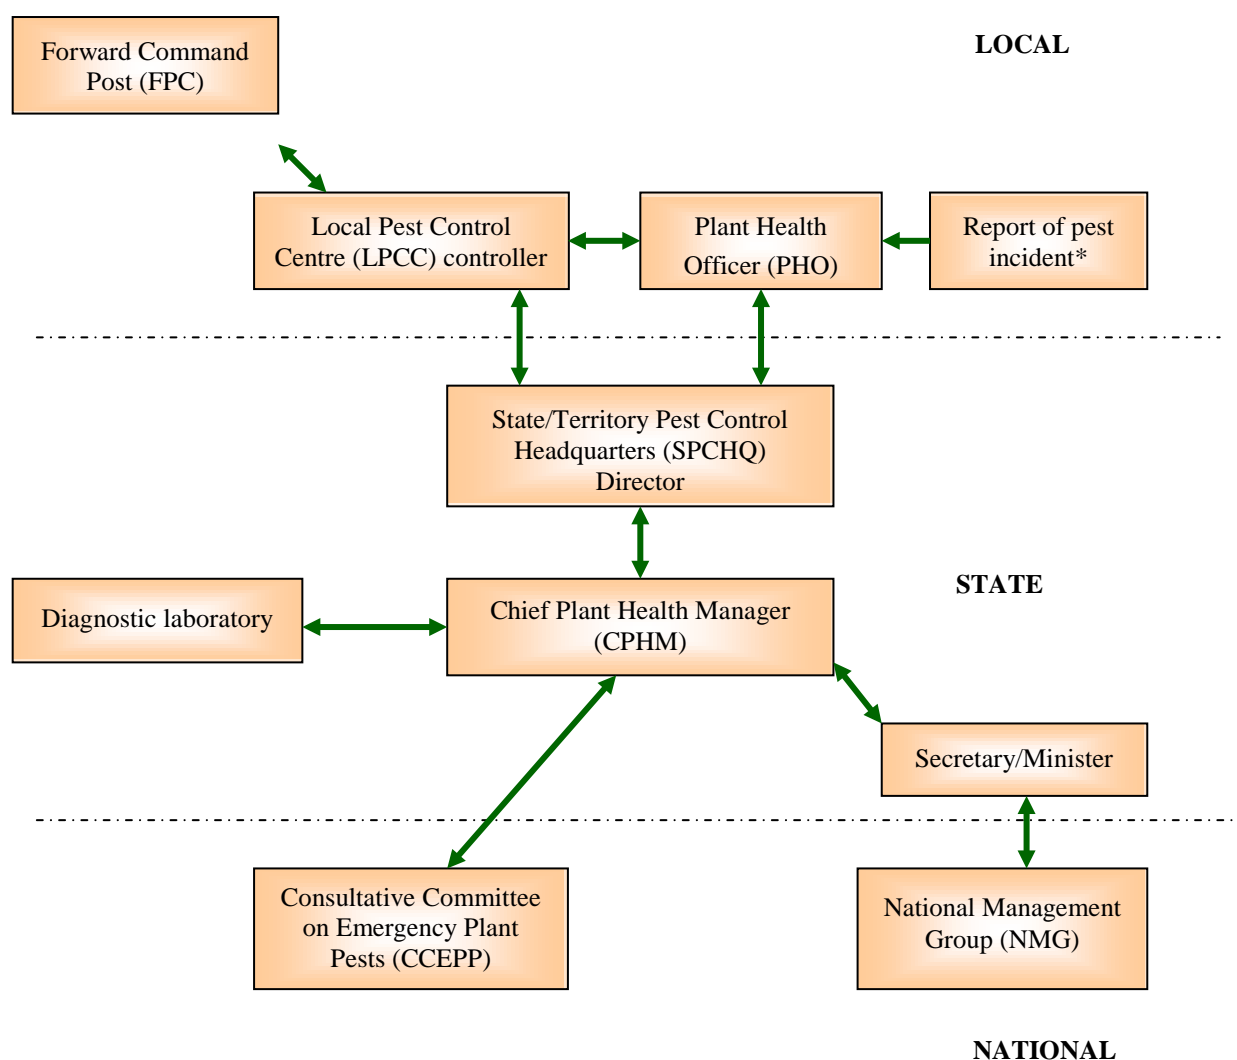 Forward Command
Post (FPC)
LOCAL
Local Pest Control
Centre (LPCC) controller
Plant Health
Officer (PHO)
Report of pest
incident*
State/Territory Pest Control
Headquarters (SPCHQ)
Director
STATE
Diagnostic laboratory
Chief Plant Health Manager
(CPHM)
Secretary/Minister
Consultative Committee
on Emergency Plant
Pests (CCEPP)
National Management
Group (NMG)
NATIONAL